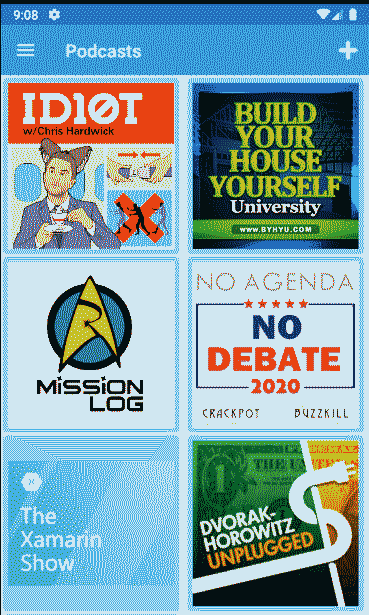 9:08
Podcasts
ID10T
w/Chris Hardwick
BUILD
YOUR
HOUSE
YOURSELF
University
WWW.BYHYU.COM
MISSION
LOG
NO AGENDA
NO
DEBATE
2020
CRACKPOT BUZZKILL
The
Xamarin
Show
DVORAK-
HOROWITZ
UNPLUGGED